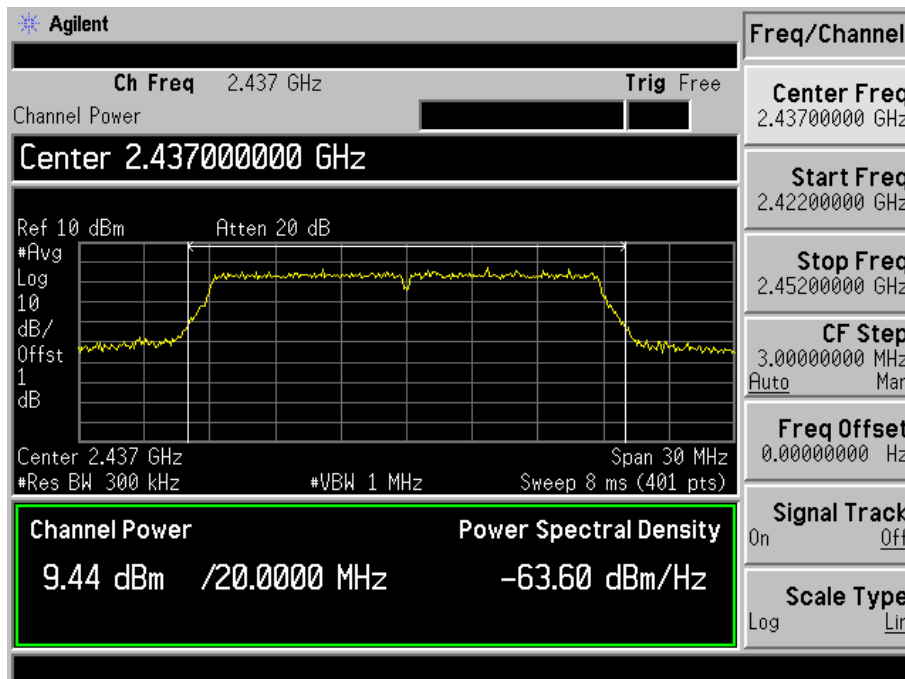 Agilent
Ch Freq 2.437 GHz Trig Free
Channel Power
Center 2.437000000 GHz
Ref 10 dBm Atten 20 dB
#Avg
Log
10
dB/
Offst
1
dB
Center 2.437 GHz Span 30 MHz
#Res BW 300 kHz #VBW 1 MHz Sweep 8 ms (401 pts)
Channel Power Power Spectral Density
9.44 dBm /20.0000 MHz -63.60 dBm/Hz
Freq/Channel
Center Freq
2.43700000 GHz
Start Freq
2.42200000 GHz
Stop Freq
2.45200000 GHz
CF Step
3.00000000 MHz
Auto Man
Freq Offset
0.00000000 Hz
Signal Track
On Off
Scale Type
Log Lin